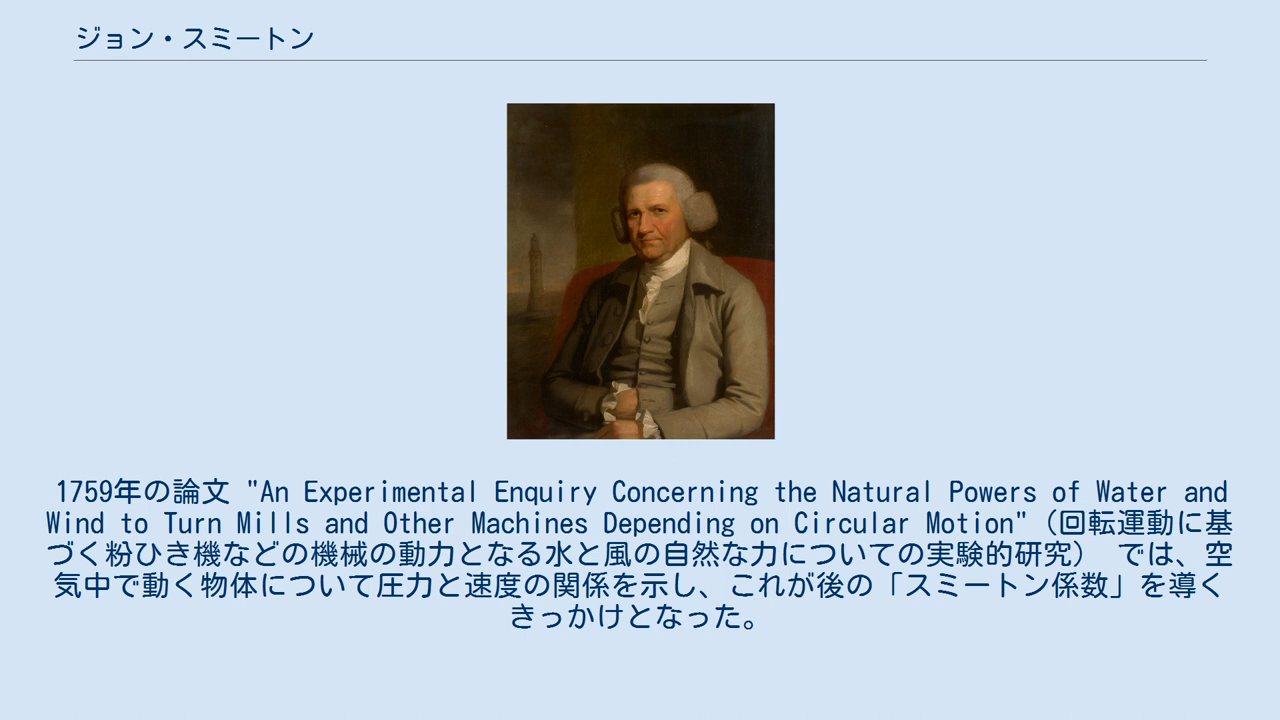 ジョン・スミートン
1759年の論文 "An Experimental Enquiry Concerning the Natural Powers of Water and
Wind to Turn Mills and Other Machines Depending on Circular Motion"（回転運動に基
づく粉ひき機などの機械の動力となる水と風の自然な力についての実験的研究） では、空
気中で動く物体について圧力と速度の関係を示し、これが後の「スミートン係数」を導く
きっかけとなった。